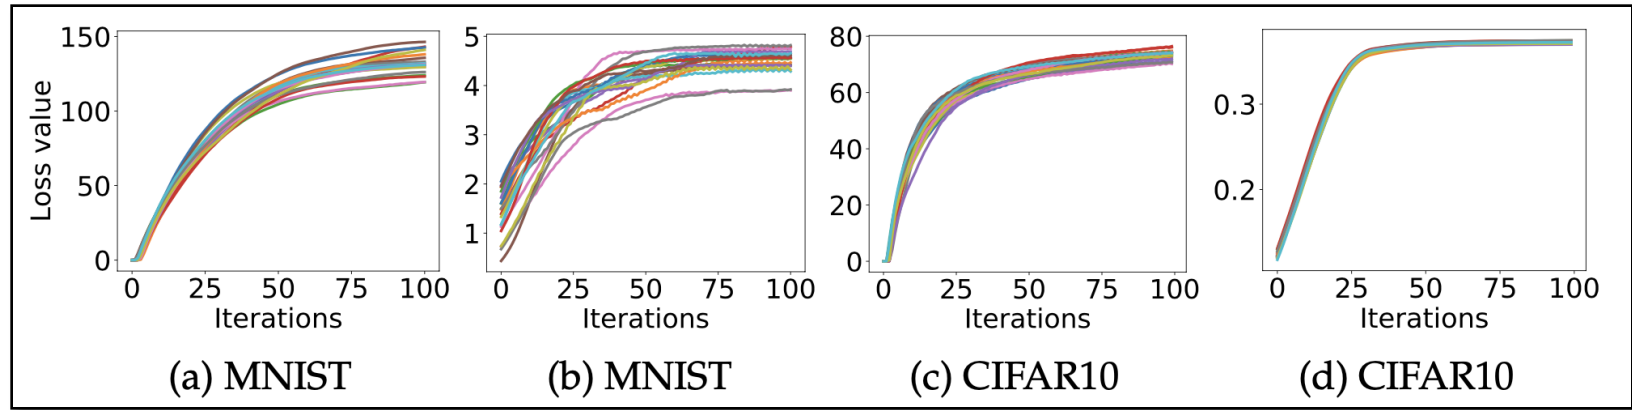 Loss value
150
100
50
0
0 25 50 75 100
Iterations
(a) MNIST
5
4
3
2
1
0 25 50 75 100
Iterations
(b) MNIST
80
60
40
20
0
0 25 50 75 100
Iterations
(c) CIFAR10
0.3
0.2
0 25 50 75 100
Iterations
(d) CIFAR10